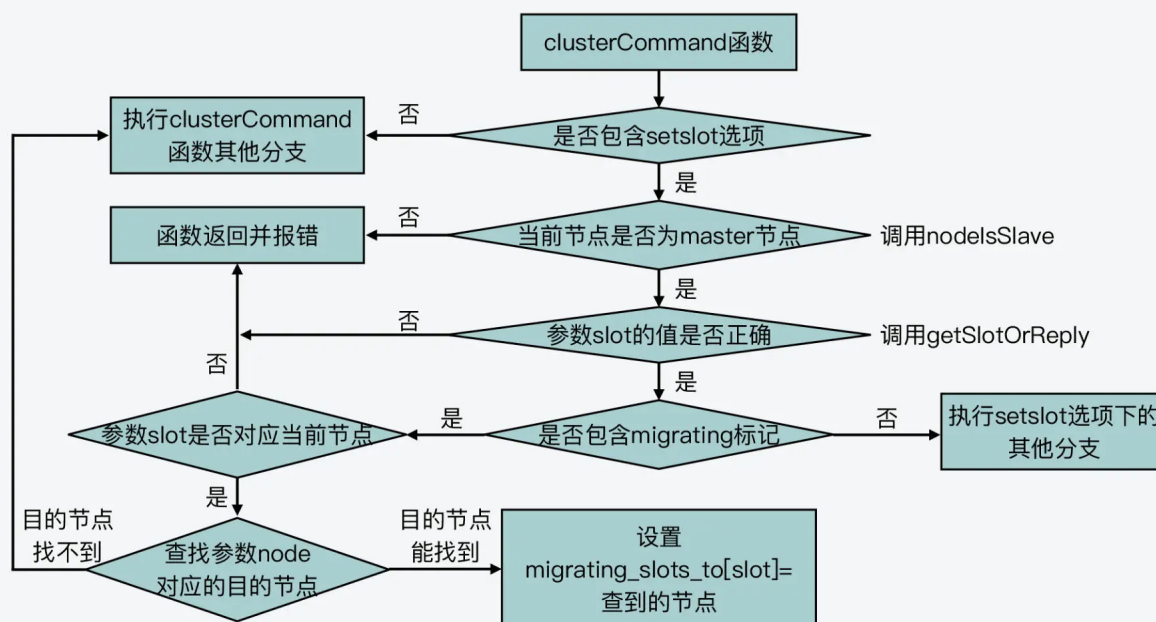 clusterCommand函数
执行clusterCommand
函数其他分支
否
是否包含setslot选项
是
函数返回并报错
否
当前节点是否为master节点
调用nodeIsSlave
是
否
参数slot的值是否正确
调用getSlotOrReply
否
是
参数slot是否对应当前节点
是
是否包含migrating标记
否
执行setslot选项下的
其他分支
是
目的节点
找不到
查找参数node
对应的目的节点
目的节点
能找到
设置
migrating_slots_to[slot]=
查到的节点